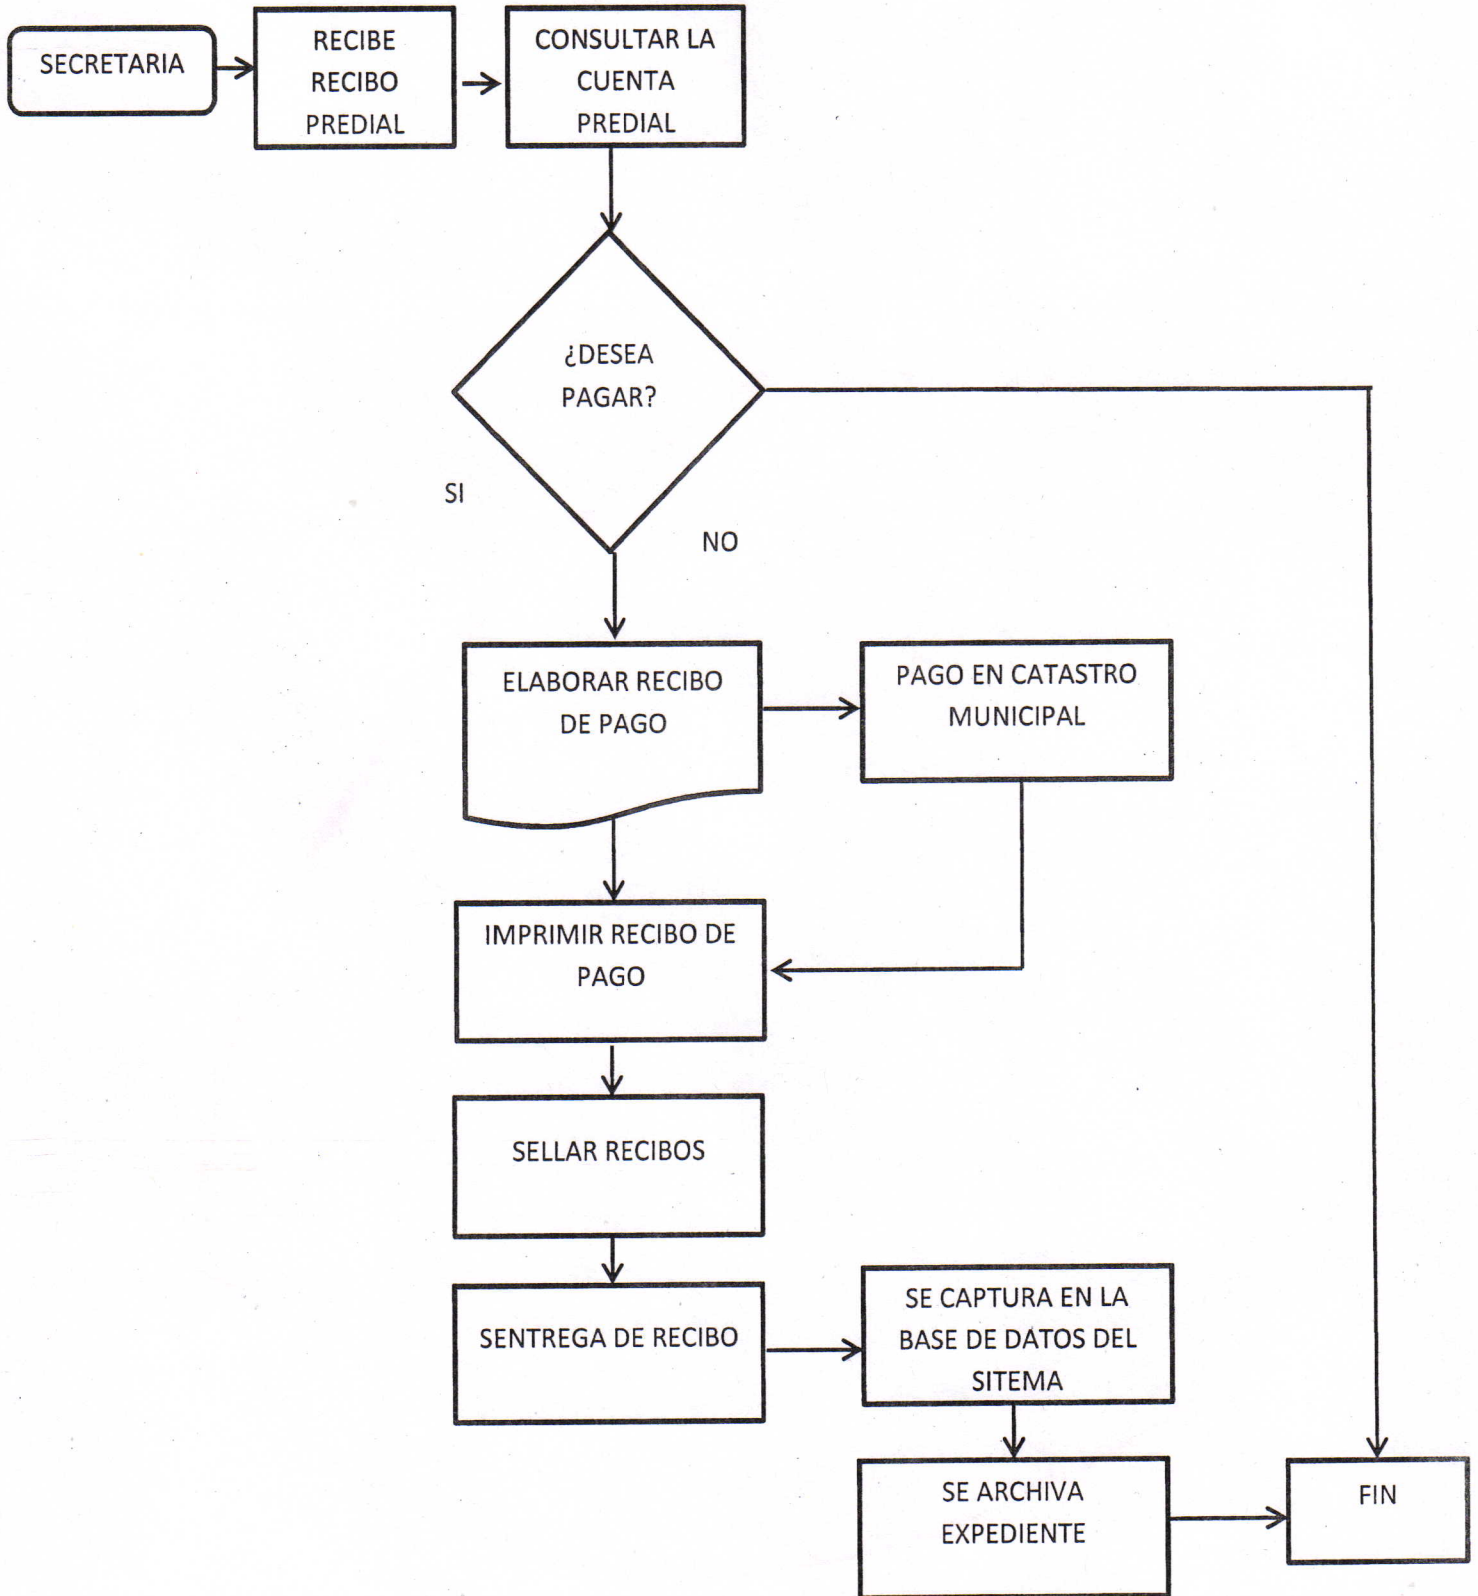 SECRETARIA
RECIBE
RECIBO
PREDIAL
CONSULTAR LA
CUENTA
PREDIAL
¿DESEA
PAGAR?
SI
NO
ELABORAR RECIBO
DE PAGO
PAGO EN CATASTRO
MUNICIPAL
IMPRIMIR RECIBO DE
PAGO
SELLAR RECIBOS
SENTREGA DE RECIBO
SE CAPTURA EN LA
BASE DE DATOS DEL
SITEMA
SE ARCHIVA
EXPEDIENTE
FIN